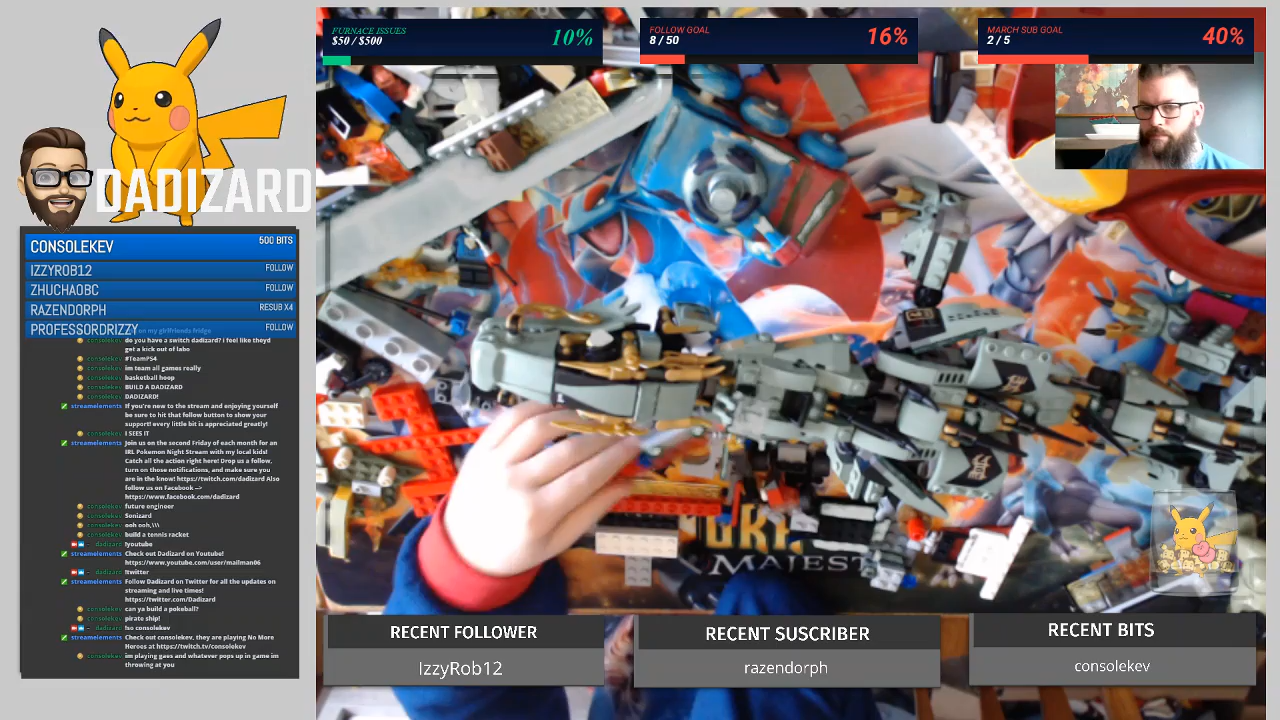 FURNACE ISSUES
$50 / $500
10%
FOLLOW GOAL
8 / 50
16%
MARCH SUB GOAL
2 / 5
40%
DADIZARD
CONSOLEKEV 500 BITS
IZZYROB12 FOLLOW
ZHUCHAOBC FOLLOW
RAZENDORPH RESUB X4
PROFESSORDRIZZY FOLLOW
on my girlfriends fridge
consolekev do you have a switch dadizard? i feel like theyd
get a kick out of labo
consolekev #TeamPS4
consolekev im team all games really
consolekev basketball hoop
consolekev BUILD A DADIZARD
consolekev DADIZARD!
streamelements If you're new to the stream and enjoying yourself
be sure to hit that follow button to show your
support! every little bit is appreciated greatly!
consolekev I SEES IT
streamelements Join us on the second Friday of each month for an
IRL Pokemon Night Stream with my local kids!
Catch all the action right here! Drop us a follow,
turn on those notifications, and make sure you
are in the know! https://twitch.tv/dadizard Also
follow us on Facebook -->
https://www.facebook.com/dadizard
consolekev future engineer
consolekev Sonizard
consolekev ooh ooh,\\\
consolekev build a tennis racket
dadizard !youtube
streamelements Check out Dadizard on Youtube!
https://www.youtube.com/user/mailman06
dadizard !twitter
streamelements Follow Dadizard on Twitter for all the updates on
streaming and live times!
https://twitter.com/Dadizard
consolekev can ya build a pokeball?
consolekev pirate ship!
dadizard !so consolekev
streamelements Check out consolekev, they are playing No More
Heroes at https://twitch.tv/consolekev
consolekev im playing gaes and whatever pops up in game im
throwing at you
MAJEST
RECENT FOLLOWER
IzzyRob12
RECENT SUSCRIBER
razendorph
RECENT BITS
consolekev